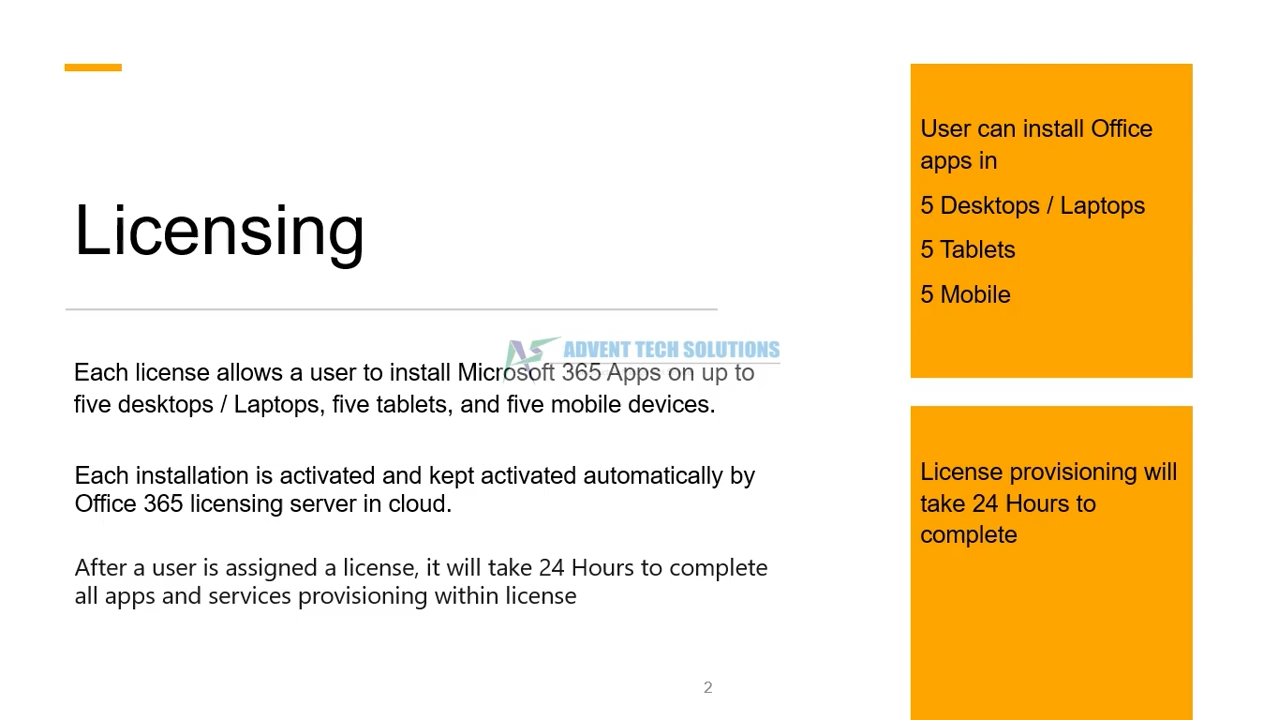 Licensing
ADVENT TECH SOLUTIONS
Each license allows a user to install Microsoft 365 Apps on up to
five desktops / Laptops, five tablets, and five mobile devices.
Each installation is activated and kept activated automatically by
Office 365 licensing server in cloud.
After a user is assigned a license, it will take 24 Hours to complete
all apps and services provisioning within license
User can install Office
apps in
5 Desktops / Laptops
5 Tablets
5 Mobile
License provisioning will
take 24 Hours to
complete
2